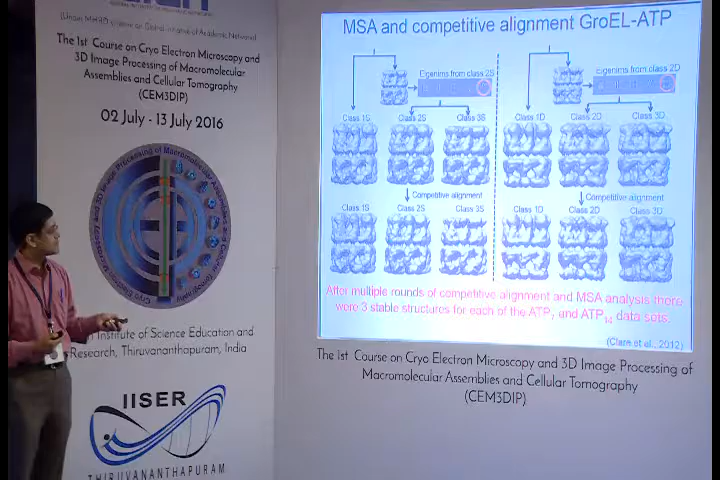 (Under MHRD scheme on Global Initiative of Academic Networks)
The 1st Course on Cryo Electron Microscopy and
3D Image Processing of Macromolecular
Assemblies and Cellular Tomography
(CEM3DIP)
02 July - 13 July 2016
Institute of Science Education and
Research, Thiruvananthapuram, India
IISER
THIRUVANANTHAPURAM
MSA and competitive alignment GroEL-ATP
Eigenims from class 2S
Class 1S Class 2S Class 3S
Competitive alignment
Class 1S Class 2S Class 3S
Eigenims from class 2D
Class 1D Class 2D Class 3D
Competitive alignment
Class 1D Class 2D Class 3D
After multiple rounds of competitive alignment and MSA analysis there
were 3 stable structures for each of the ATP7 and ATP14 data sets.
(Clare et al., 2012)
The 1st Course on Cryo Electron Microscopy and 3D Image Processing of
Macromolecular Assemblies and Cellular Tomography
(CEM3DIP)